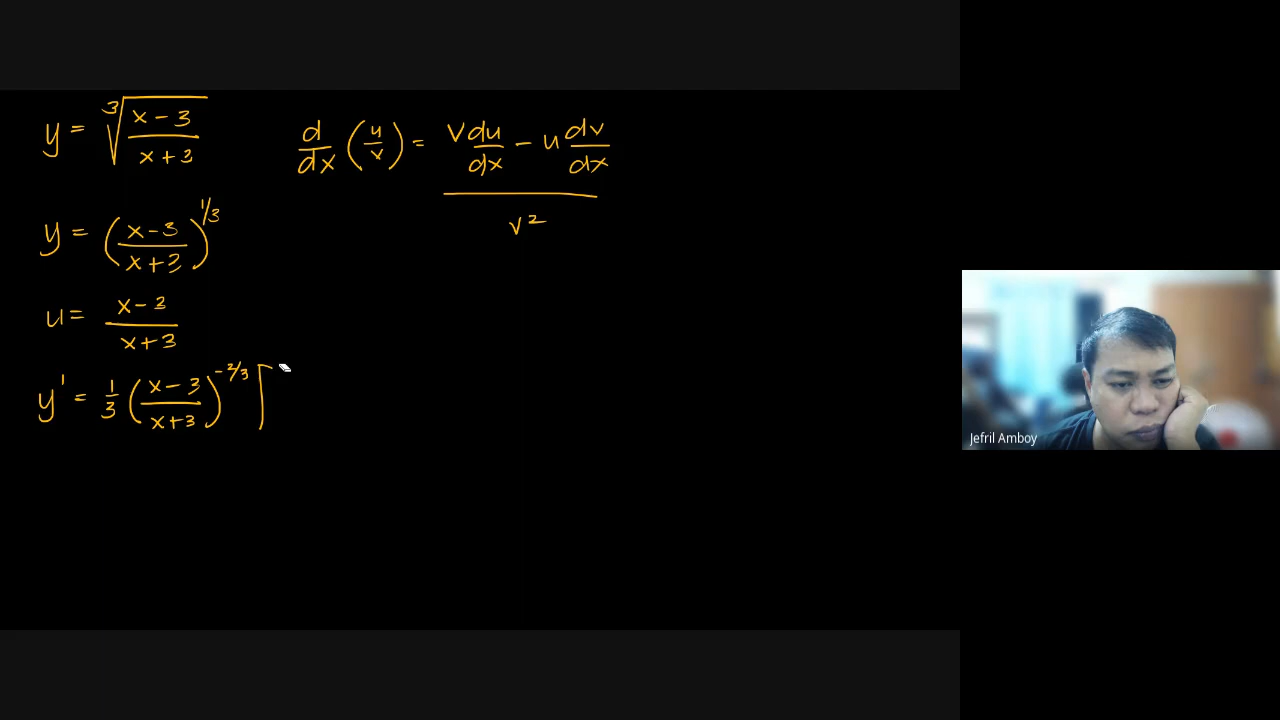 y = ∛((x-3)/(x+3))
d/dx (u/v) = (v du/dx - u dv/dx) / v²
y = ((x-3)/(x+3))^1/3
u = (x-3)/(x+3)
y' = 1/3 ((x-3)/(x+3))^-2/3 [
Jefril Amboy